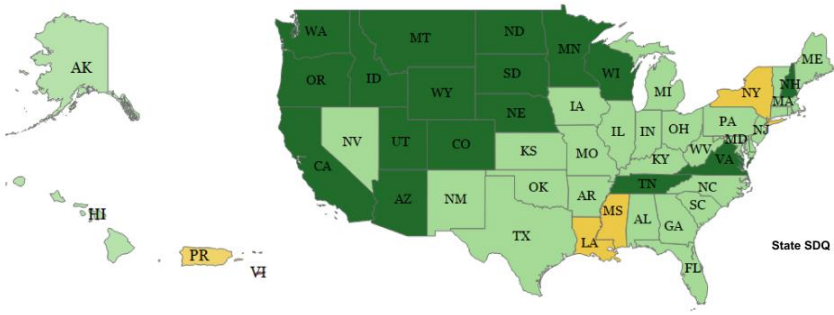 WA
MT
ND
MN
ME
AK
OR
ID
SD
WI
NH
WY
MI
NY
MA
NE
IA
PA
NJ
NV
UT
CO
IL
IN
OH
MD
CA
KS
MO
WV
VA
KY
HI
AZ
NM
OK
AR
TN
NC
MS
AL
SC
GA
TX
LA
State SDQ
PR
VI
FL